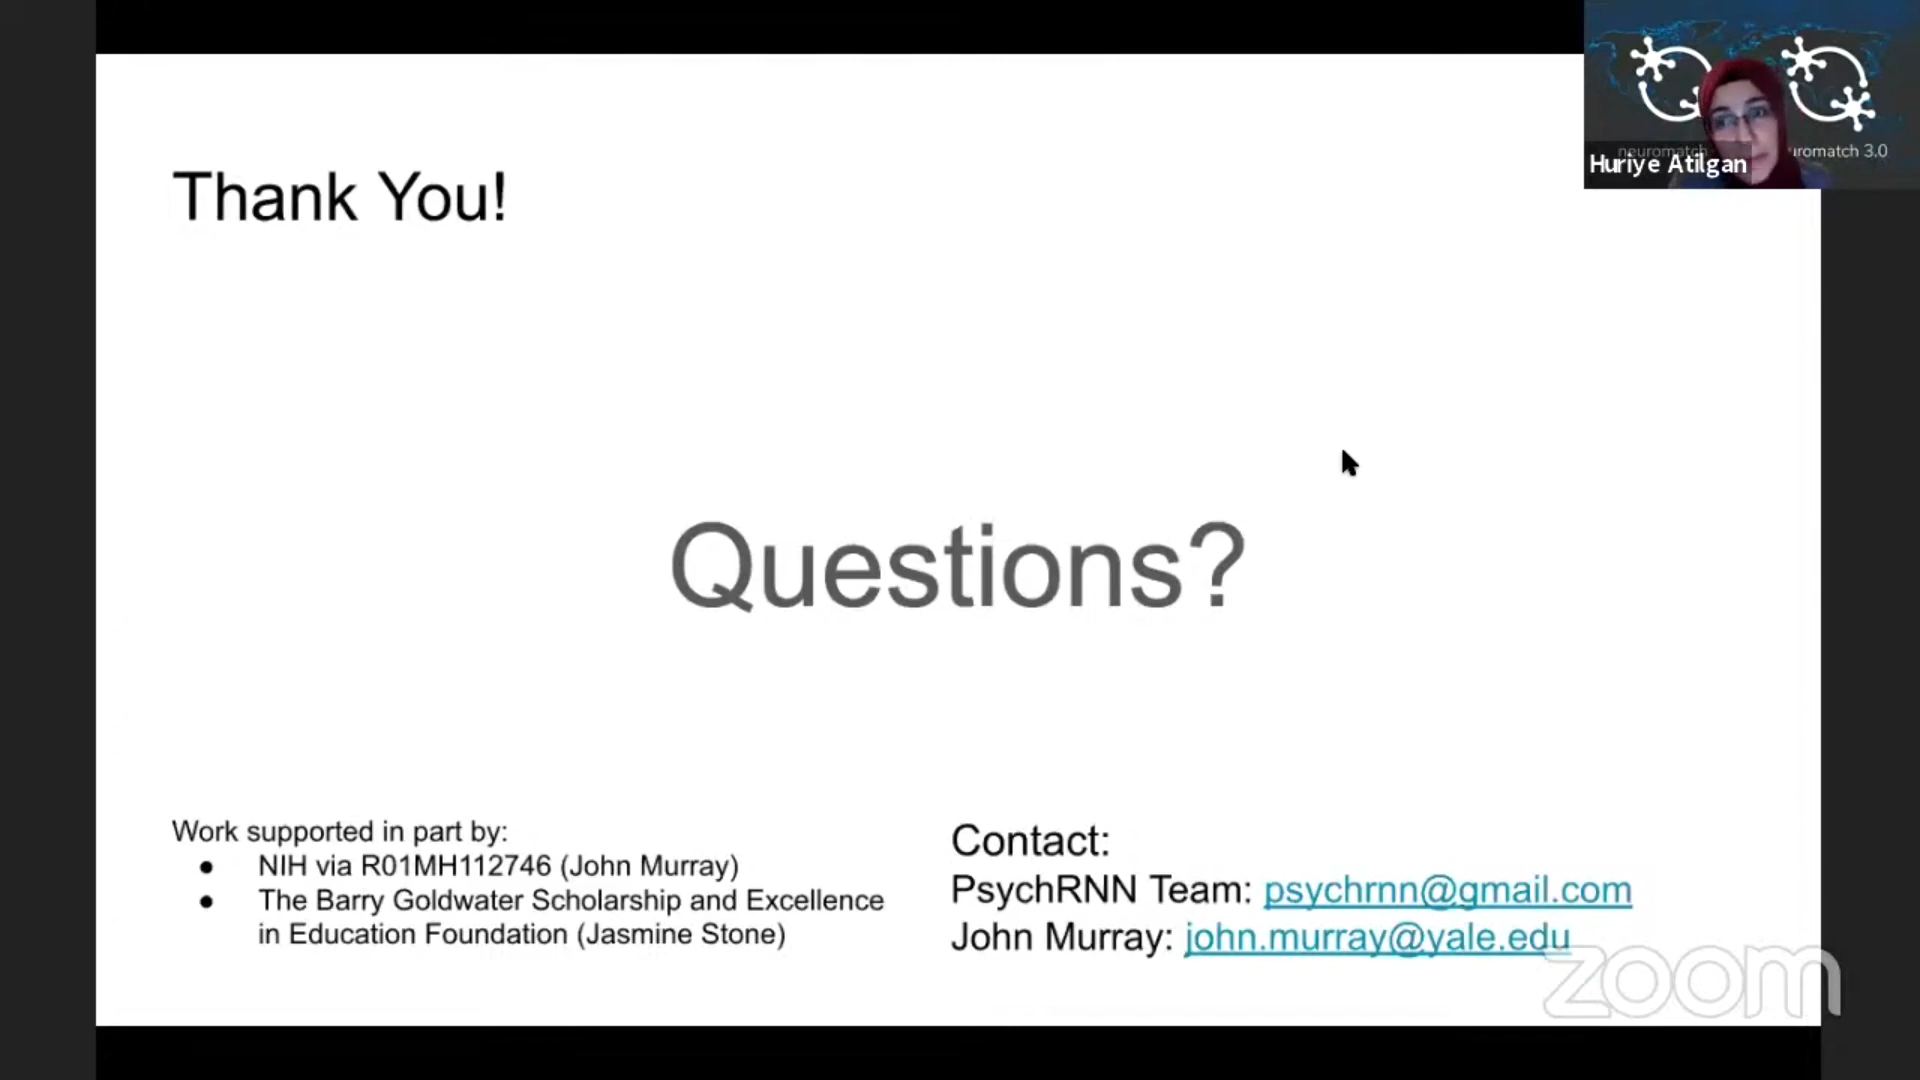 neuromatch
uromatch 3.0
Huriye Atilgan
Thank You!
Questions?
Work supported in part by:
● NIH via R01MH112746 (John Murray)
● The Barry Goldwater Scholarship and Excellence
in Education Foundation (Jasmine Stone)
Contact:
PsychRNN Team: psychrnn@gmail.com
John Murray: john.murray@yale.edu
zoom